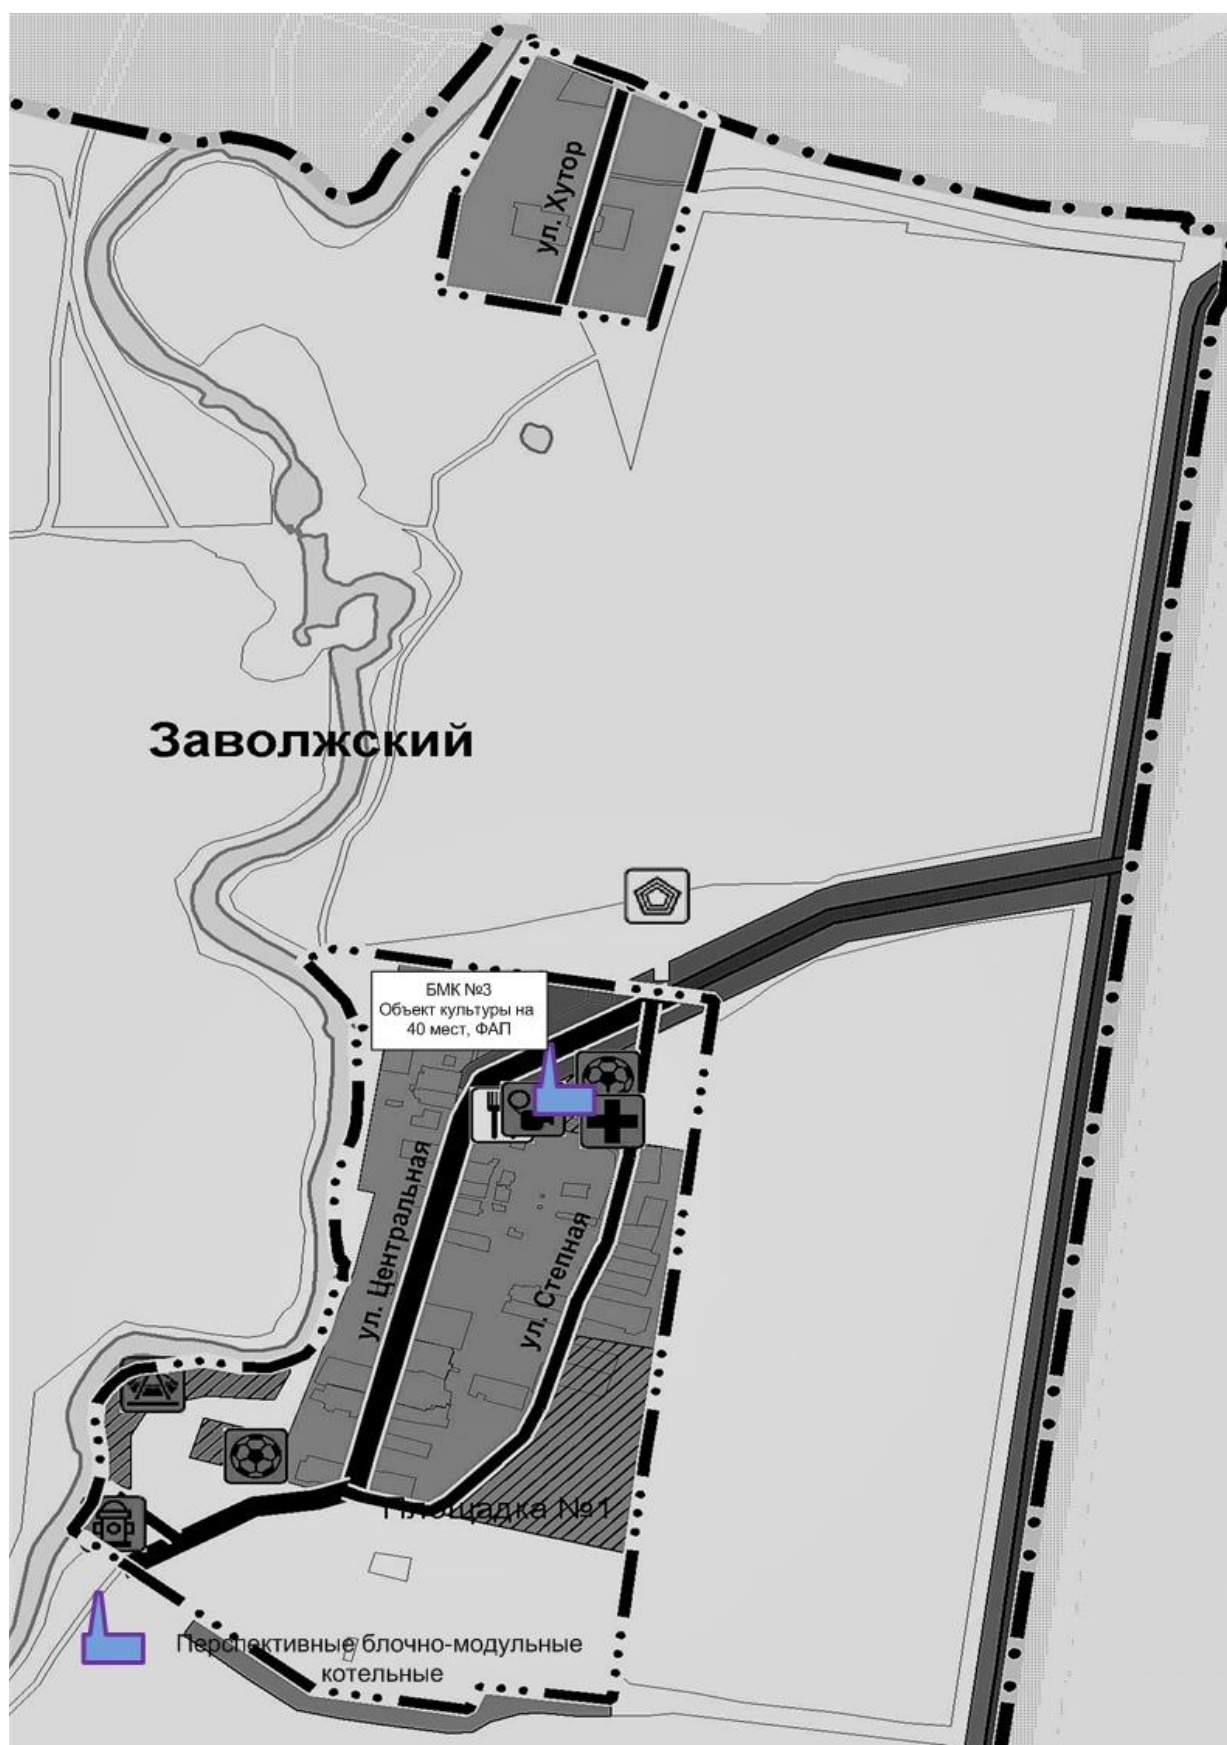 ул. Хутор
Заволжский
БМК №3
Объект культуры на
40 мест, ФАП
ул. Центральная
ул. Степная
Площадка №1
Перспективные блочно-модульные
котельные